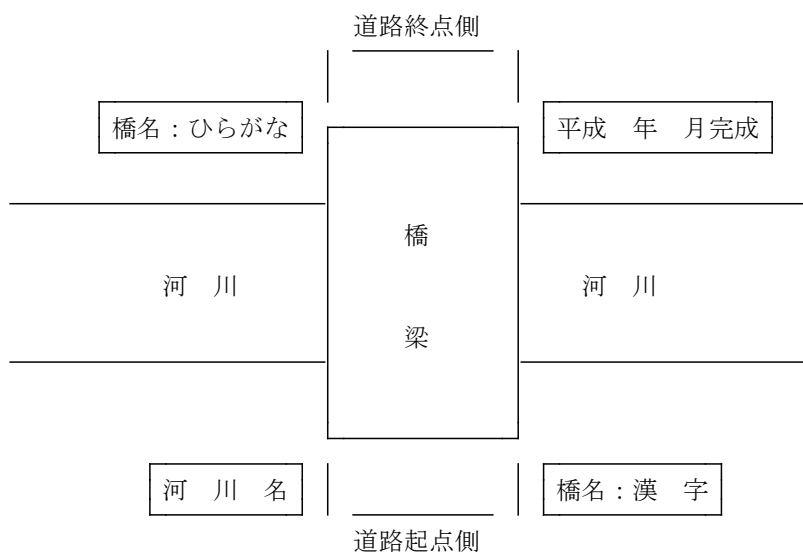 道路終点側
橋名：ひらがな
平成　年　月完成
橋
河　川
河　川
梁
河　川　名
橋名：漢　字
道路起点側